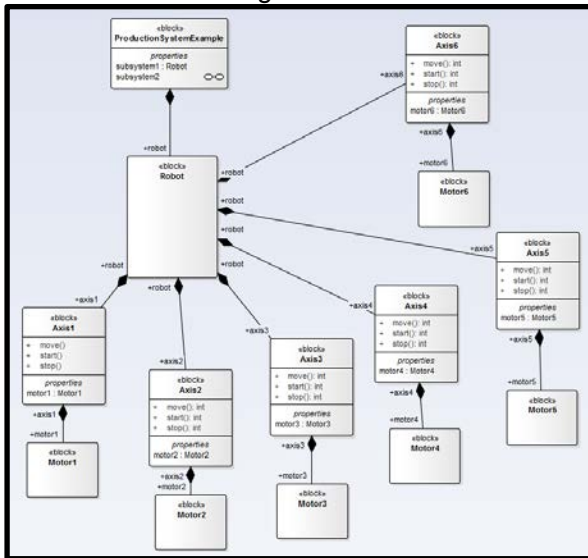 «block»
ProductionSystemExample
properties
subsystem1 : Robot
subsystem2
+robot
«block»
Robot
+robot
+robot
+robot
+robot
+robot
+robot
+axis6
«block»
Axis6
+ move(): int
+ start(): int
+ stop(): int
properties
motor6 : Motor6
+axis6
+motor6
«block»
Motor6
+axis5
«block»
Axis5
+ move(): int
+ start(): int
+ stop(): int
properties
motor5 : Motor5
+axis5
+motor5
«block»
+axis1
«block»
Axis1
+ move()
+ start()
+ stop()
properties
motor1 : Motor1
+axis1
+motor1
«block»
Motor1
+axis2
«block»
Axis2
+ move(): int
+ start(): int
+ stop(): int
properties
motor2 : Motor2
+axis2
+motor2
«block»
Motor2
+axis3
«block»
Axis3
+ move(): int
+ start(): int
+ stop(): int
properties
motor3 : Motor3
+axis3
+motor3
«block»
Motor3
+axis4
«block»
Axis4
+ move(): int
+ start(): int
+ stop(): int
properties
motor4 : Motor4
+axis4
+motor4
«block»
Motor4